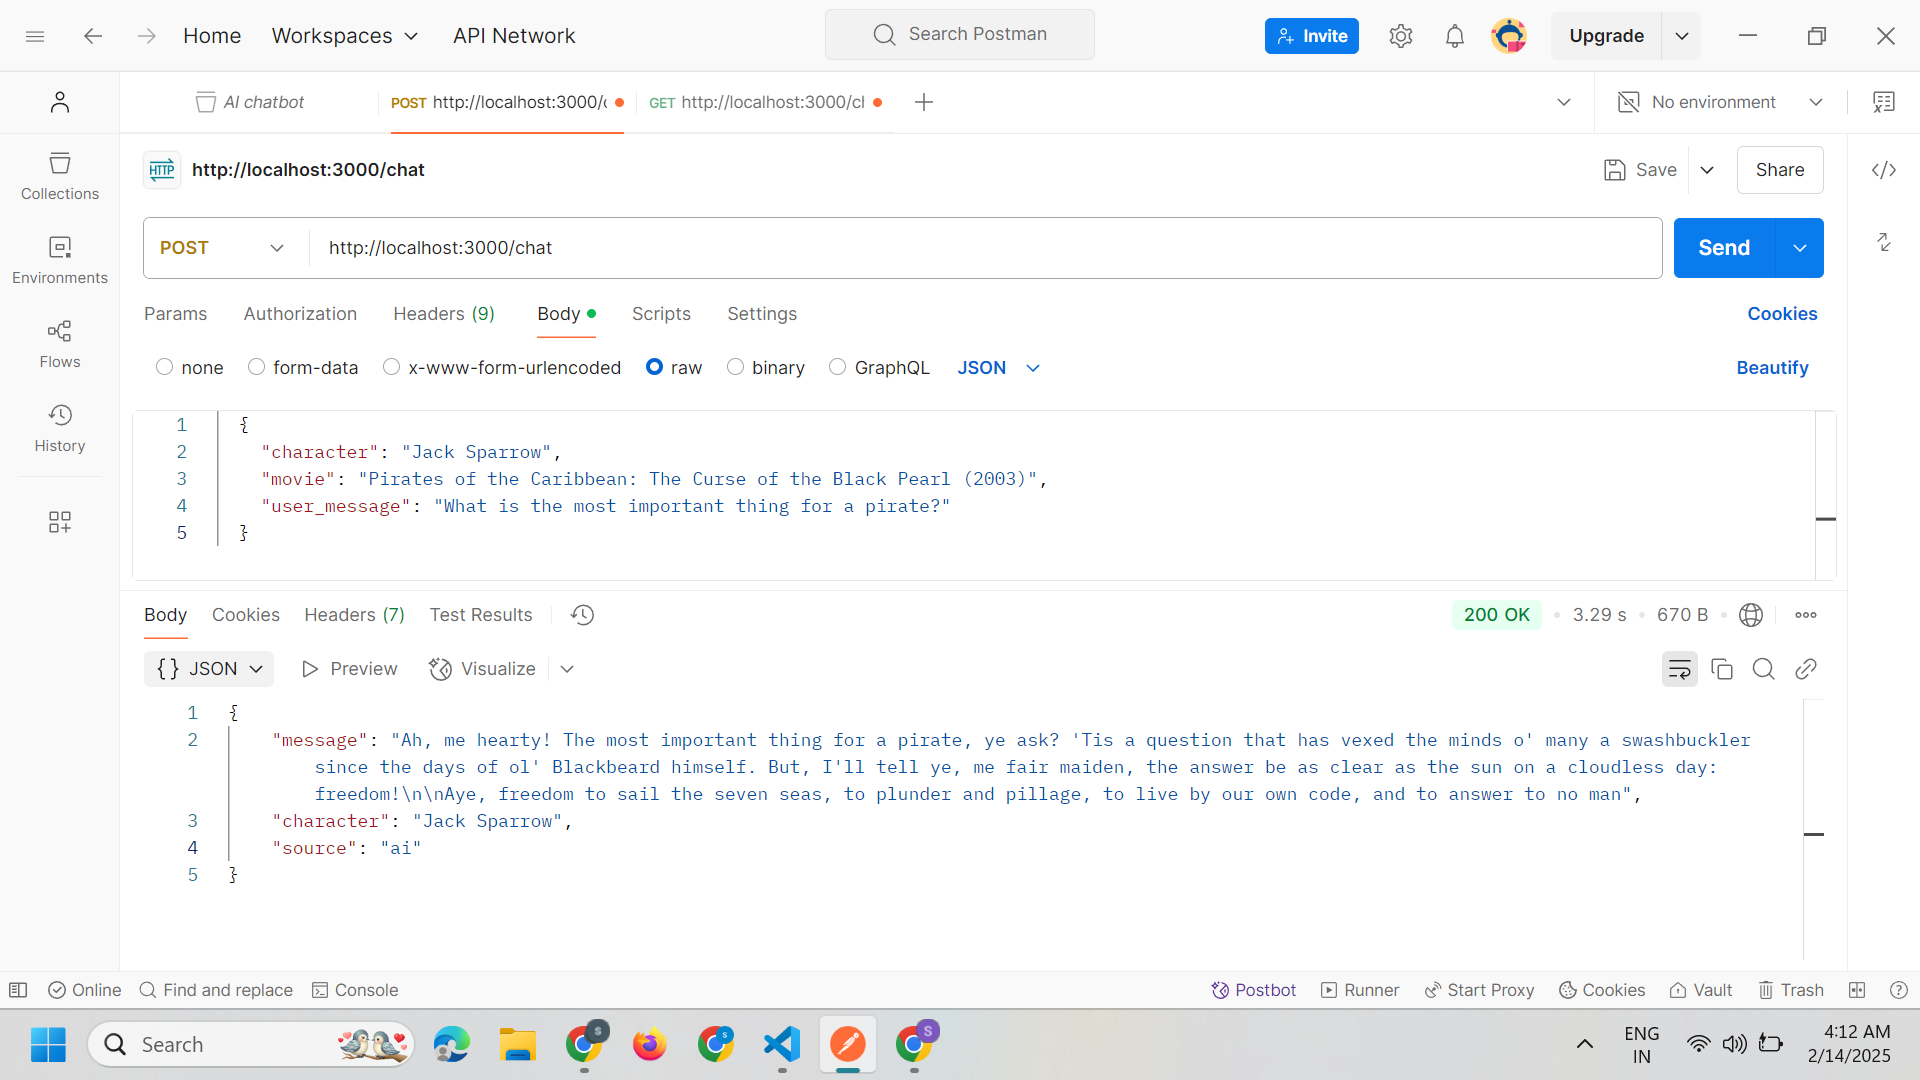 Home
Workspaces
API Network
Search Postman
Invite
Upgrade
AI chatbot
POST http://localhost:3000/c
GET http://localhost:3000/cl
No environment
HTTP http://localhost:3000/chat
Save
Share
Collections
Environments
Flows
History
POST
http://localhost:3000/chat
Send
Params
Authorization
Headers (9)
Body
Scripts
Settings
Cookies
none
form-data
x-www-form-urlencoded
raw
binary
GraphQL
JSON
Beautify
1 {
2 "character": "Jack Sparrow",
3 "movie": "Pirates of the Caribbean: The Curse of the Black Pearl (2003)",
4 "user_message": "What is the most important thing for a pirate?"
5 }
Body
Cookies
Headers (7)
Test Results
200 OK
3.29 s
670 B
{} JSON
Preview
Visualize
1 {
2 "message": "Ah, me hearty! The most important thing for a pirate, ye ask? 'Tis a question that has vexed the minds o' many a swashbuckler
since the days of ol' Blackbeard himself. But, I'll tell ye, me fair maiden, the answer be as clear as the sun on a cloudless day:
freedom!\n\nAye, freedom to sail the seven seas, to plunder and pillage, to live by our own code, and to answer to no man",
3 "character": "Jack Sparrow",
4 "source": "ai"
5 }
Online
Find and replace
Console
Postbot
Runner
Start Proxy
Cookies
Vault
Trash
Search
S
S
S
ENG
IN
4:12 AM
2/14/2025